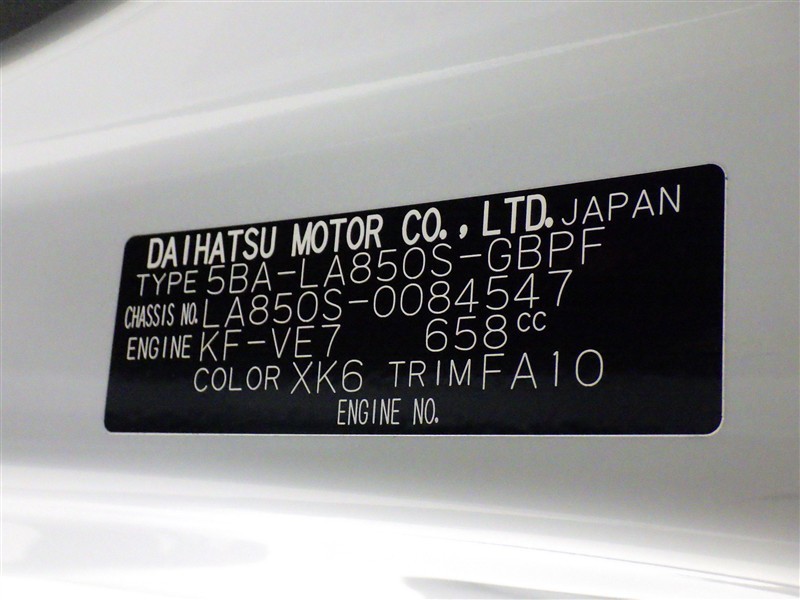 DAIHATSU MOTOR CO., LTD. JAPAN
TYPE 5BA-LA850S-GBPF
CHASSIS NO. LA850S-0084547
ENGINE KF-VE7 658CC
COLOR XK6 TRIM FA10
ENGINE NO.